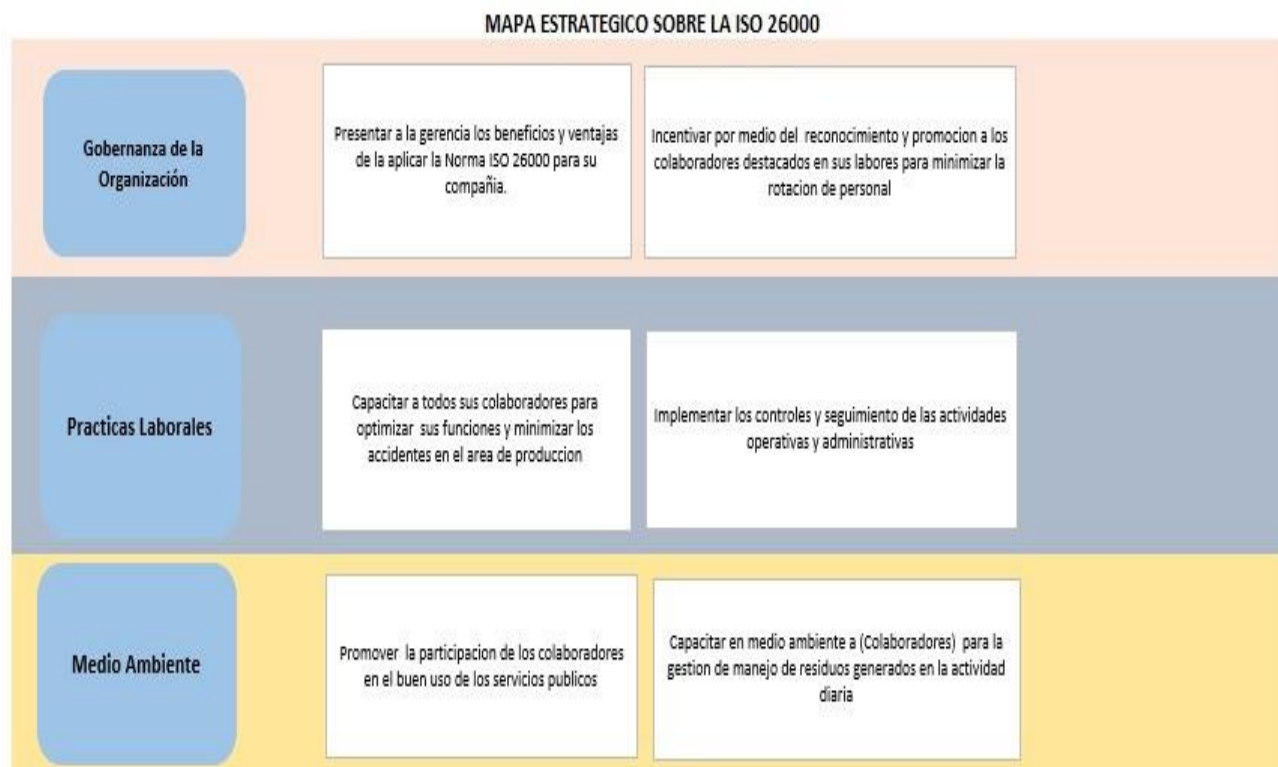 MAPA ESTRATEGICO SOBRE LA ISO 26000
Gobernanza de la
Organización
Presentar a la gerencia los beneficios y ventajas
de la aplicar la Norma ISO 26000 para su
compañia.
Incentivar por medio del reconocimiento y promocion a los
colaboradores destacados en sus labores para minimizar la
rotacion de personal
Practicas Laborales
Capacitar a todos sus colaboradores para
optimizar sus funciones y minimizar los
accidentes en el area de produccion
Implementar los controles y seguimiento de las actividades
operativas y administrativas
Medio Ambiente
Promover la participacion de los colaboradores
en el buen uso de los servicios publicos
Capacitar en medio ambiente a (Colaboradores) para la
gestion de manejo de residuos generados en la actividad
diaria